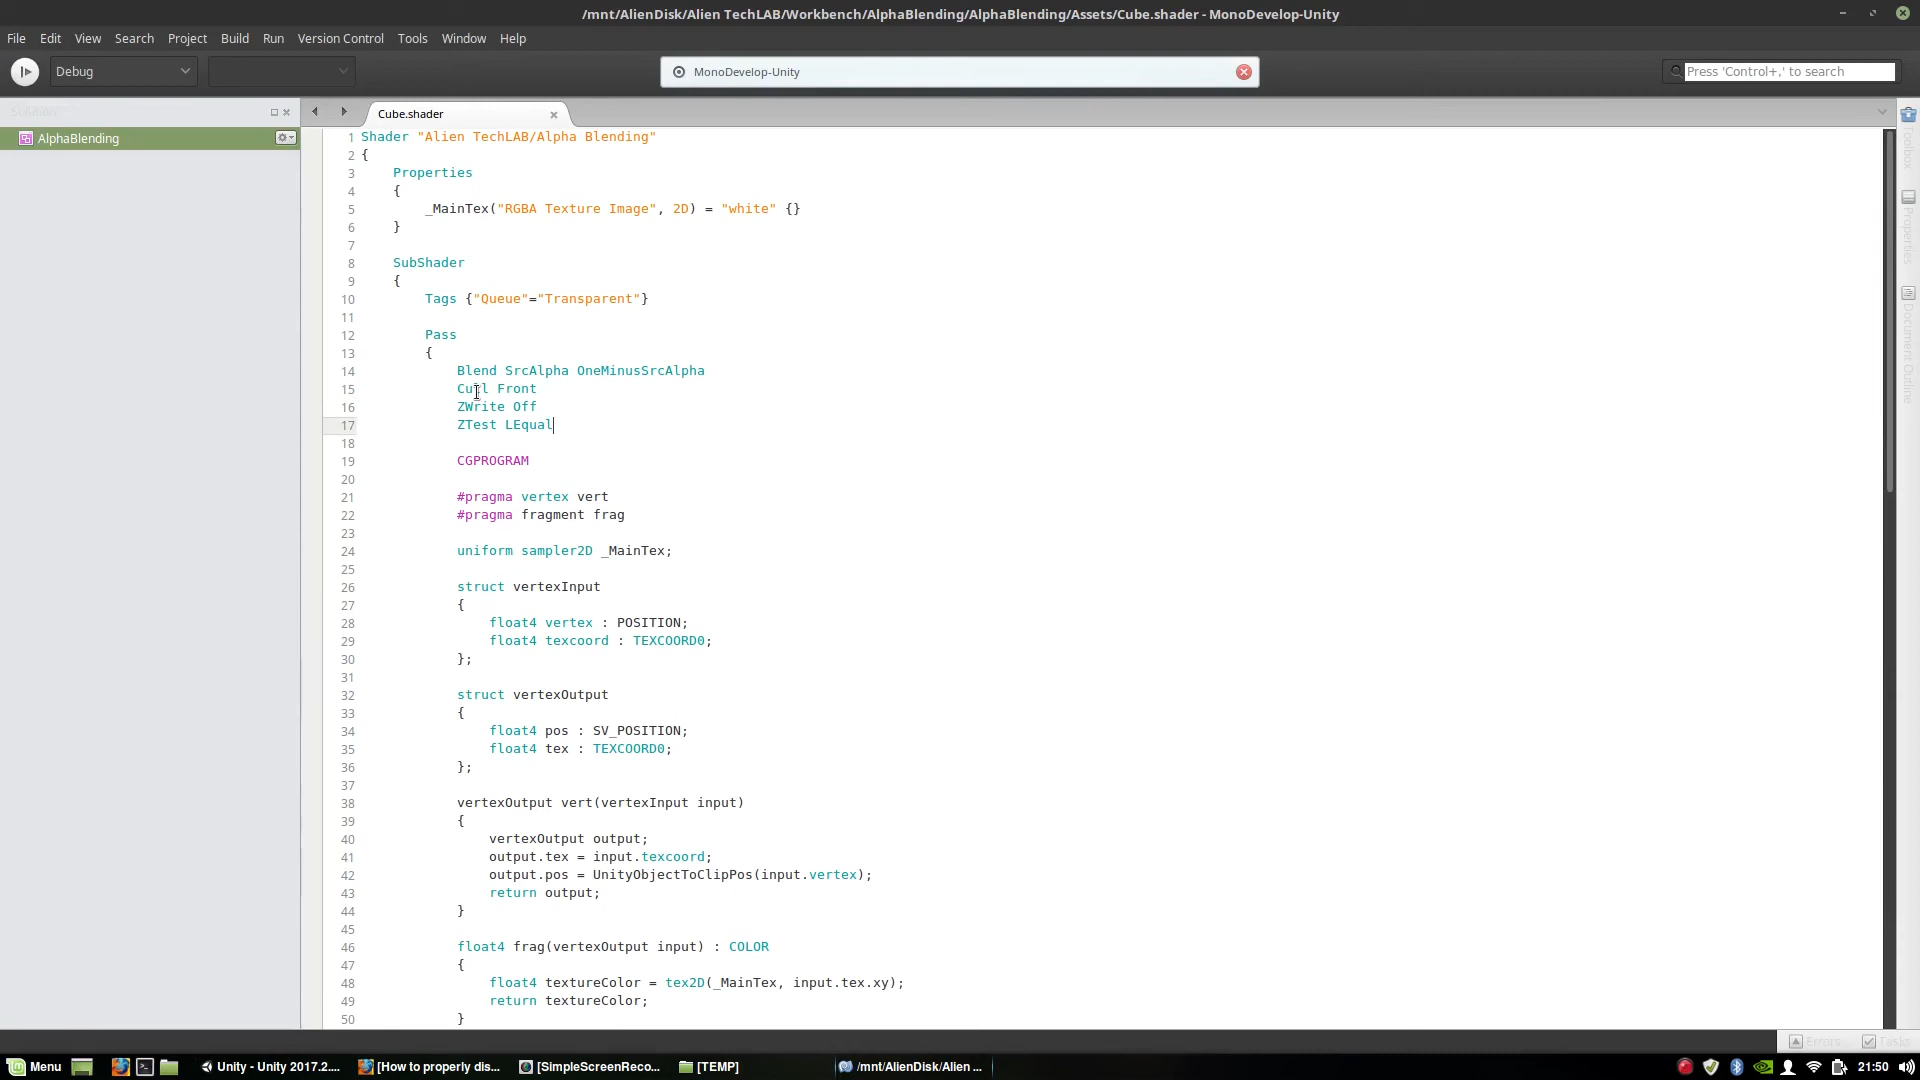 /mnt/AlienDisk/Alien TechLAB/Workbench/AlphaBlending/AlphaBlending/Assets/Cube.shader - MonoDevelop-Unity
File Edit View Search Project Build Run Version Control Tools Window Help
Debug
MonoDevelop-Unity
Press 'Control+,' to search
Solution
AlphaBlending
Cube.shader
1 Shader "Alien TechLAB/Alpha Blending"
2 {
3 Properties
4 {
5 _MainTex("RGBA Texture Image", 2D) = "white" {}
6 }
7
8 SubShader
9 {
10 Tags {"Queue"="Transparent"}
11
12 Pass
13 {
14 Blend SrcAlpha OneMinusSrcAlpha
15 Front
16 ZWrite Off
17 ZTest LEqual
18
19 CGPROGRAM
20
21 #pragma vertex vert
22 #pragma fragment frag
23
24 uniform sampler2D _MainTex;
25
26 struct vertexInput
27 {
28 float4 vertex : POSITION;
29 float4 texcoord : TEXCOORD0;
30 };
31
32 struct vertexOutput
33 {
34 float4 pos : SV_POSITION;
35 float4 tex : TEXCOORD0;
36 };
37
38 vertexOutput vert(vertexInput input)
39 {
40 vertexOutput output;
41 output.tex = input.texcoord;
42 output.pos = UnityObjectToClipPos(input.vertex);
43 return output;
44 }
45
46 float4 frag(vertexOutput input) : COLOR
47 {
48 float4 textureColor = tex2D(_MainTex, input.tex.xy);
49 return textureColor;
50 }
Toolbox
Properties
Document Outline
Errors Tasks
Menu
Unity - Unity 2017.2....
[How to properly dis...
[SimpleScreenReco...
[TEMP]
/mnt/AlienDisk/Alien ...
21:50